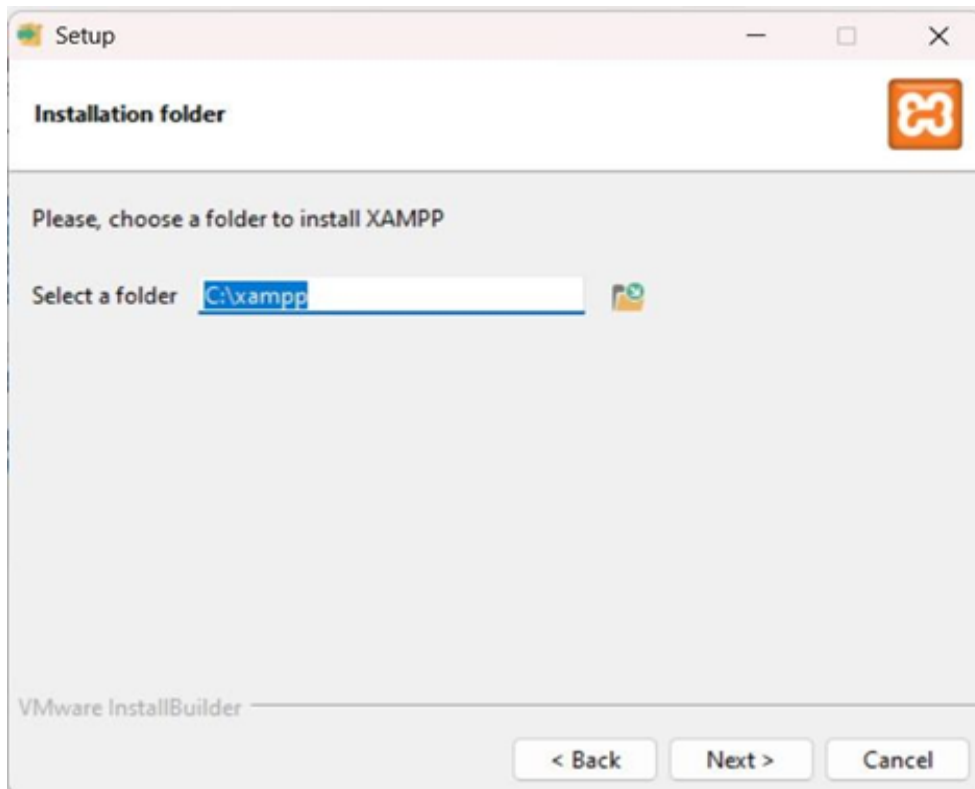 Setup
Installation folder
Please, choose a folder to install XAMPP
Select a folder C:\xampp
VMware InstallBuilder
< Back Next > Cancel